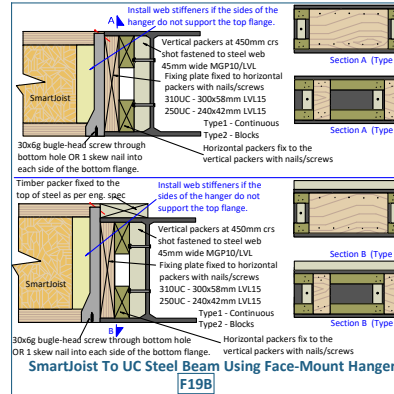 Install web stiffeners if the sides of the
hanger do not support the top flange.
A
Vertical packers at 450mm crs
shot fastened to steel web
45mm wide MGP10/LVL
Fixing plate fixed to horizontal
packers with nails/screws
310UC - 300x58mm LVL15
250UC - 240x42mm LVL15
Type1 - Continuous
Type2 - Blocks
SmartJoist
Section A (Type
Section A (Type
30x6g bugle-head screw through
bottom hole OR 1 skew nail into
each side of the bottom flange.
Horizontal packers fix to the
vertical packers with nails/screws
Timber packer fixed to the
top of steel as per eng. spec
Install web stiffeners if the
sides of the hanger do not
support the top flange.
Vertical packers at 450mm crs
shot fastened to steel web
45mm wide MGP10/LVL
Fixing plate fixed to horizontal
packers with nails/screws
310UC - 300x58mm LVL15
250UC - 240x42mm LVL15
Type1 - Continuous
Type2 - Blocks
SmartJoist
Section B (Type
Section B (Type
B
30x6g bugle-head screw through bottom hole
OR 1 skew nail into each side of the bottom flange.
Horizontal packers fix to the
vertical packers with nails/screws
SmartJoist To UC Steel Beam Using Face-Mount Hanger
F19B